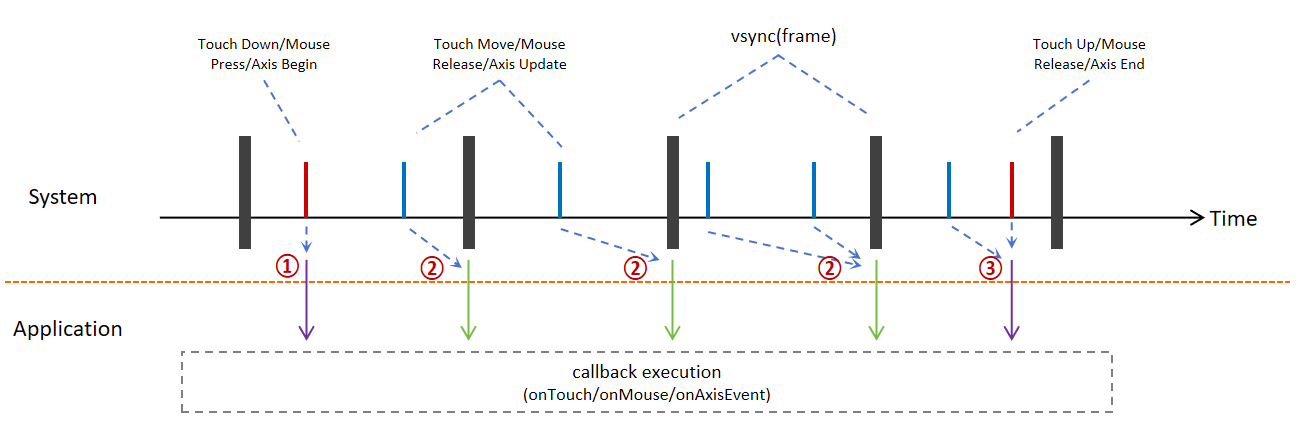 Touch Down/Mouse
Press/Axis Begin
Touch Move/Mouse
Release/Axis Update
vsync(frame)
Touch Up/Mouse
Release/Axis End
System
Time
①
②
②
②
③
Application
callback execution
(onTouch/onMouse/onAxisEvent)